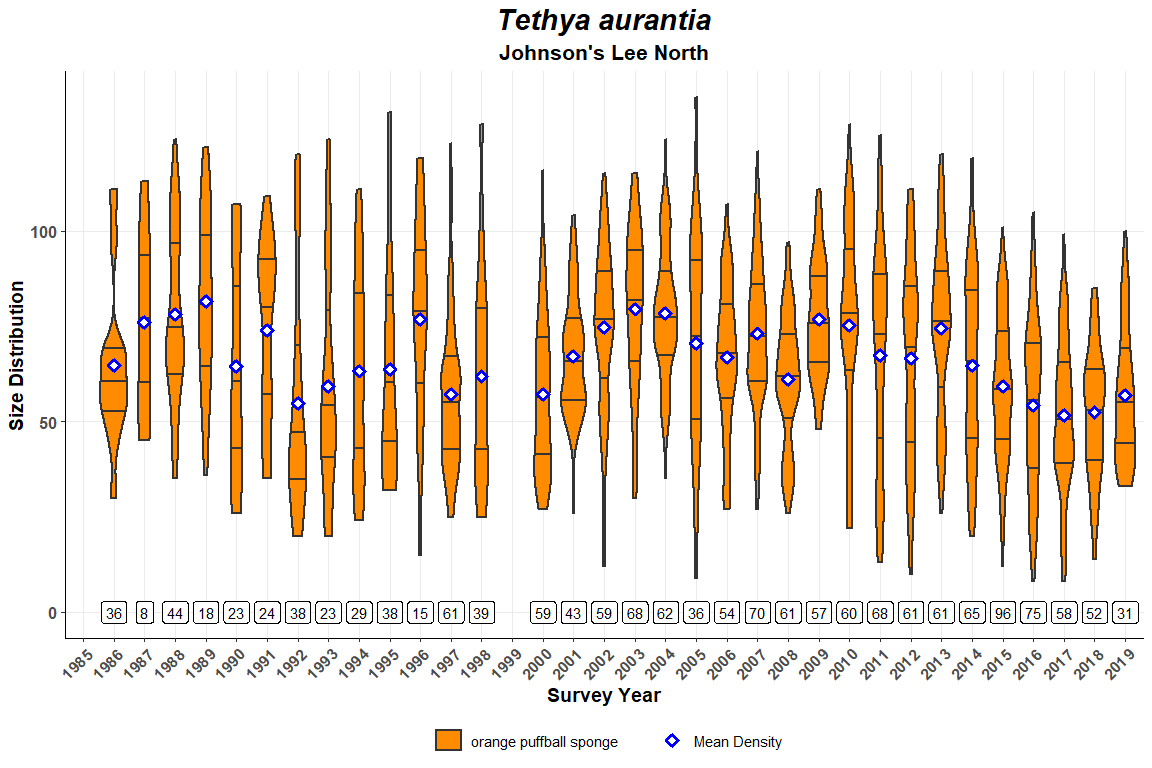 Tethya aurantia
Johnson's Lee North
Size Distribution
100
50
0
36 8 44 18 23 24 38 23 29 38 15 61 39 59 43 59 68 62 36 54 70 61 57 60 68 61 61 65 96 75 58 52 31
1985 1986 1987 1988 1989 1990 1991 1992 1993 1994 1995 1996 1997 1998 1999 2000 2001 2002 2003 2004 2005 2006 2007 2008 2009 2010 2011 2012 2013 2014 2015 2016 2017 2018 2019
Survey Year
orange puffball sponge Mean Density